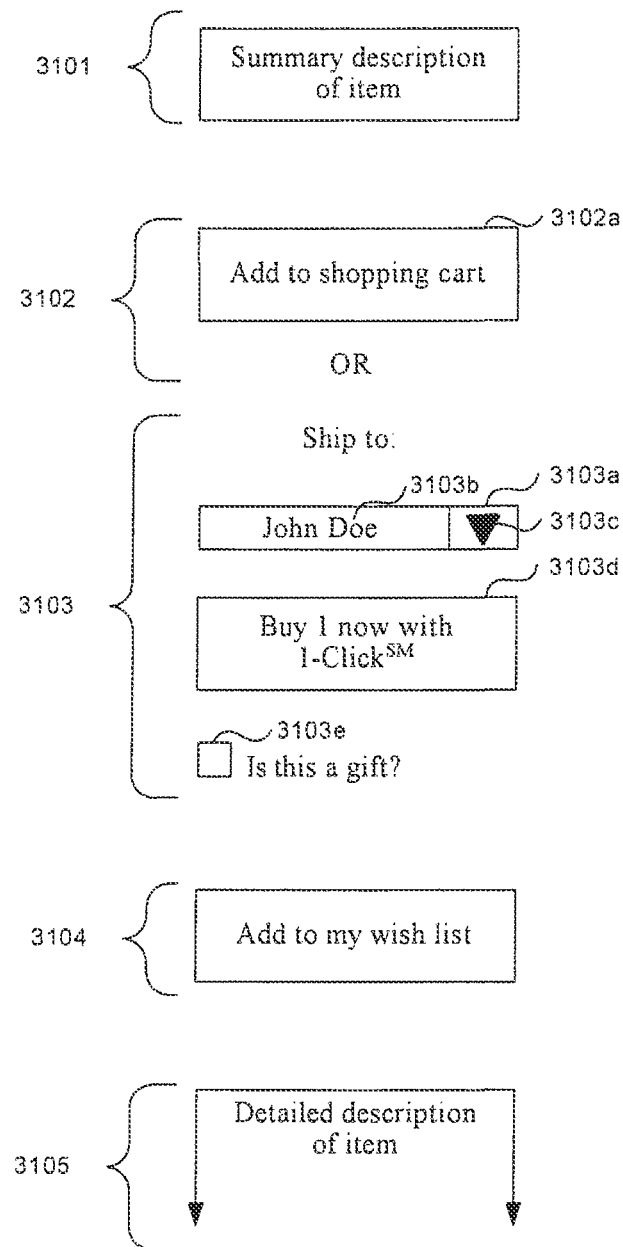 3101
Summary description
of item
3102a
3102
Add to shopping cart
OR
Ship to:
3103b
3103a
John Doe
3103c
3103d
3103
Buy 1 now with
1-Click℠
3103e
Is this a gift?
3104
Add to my wish list
Detailed description
of item
3105